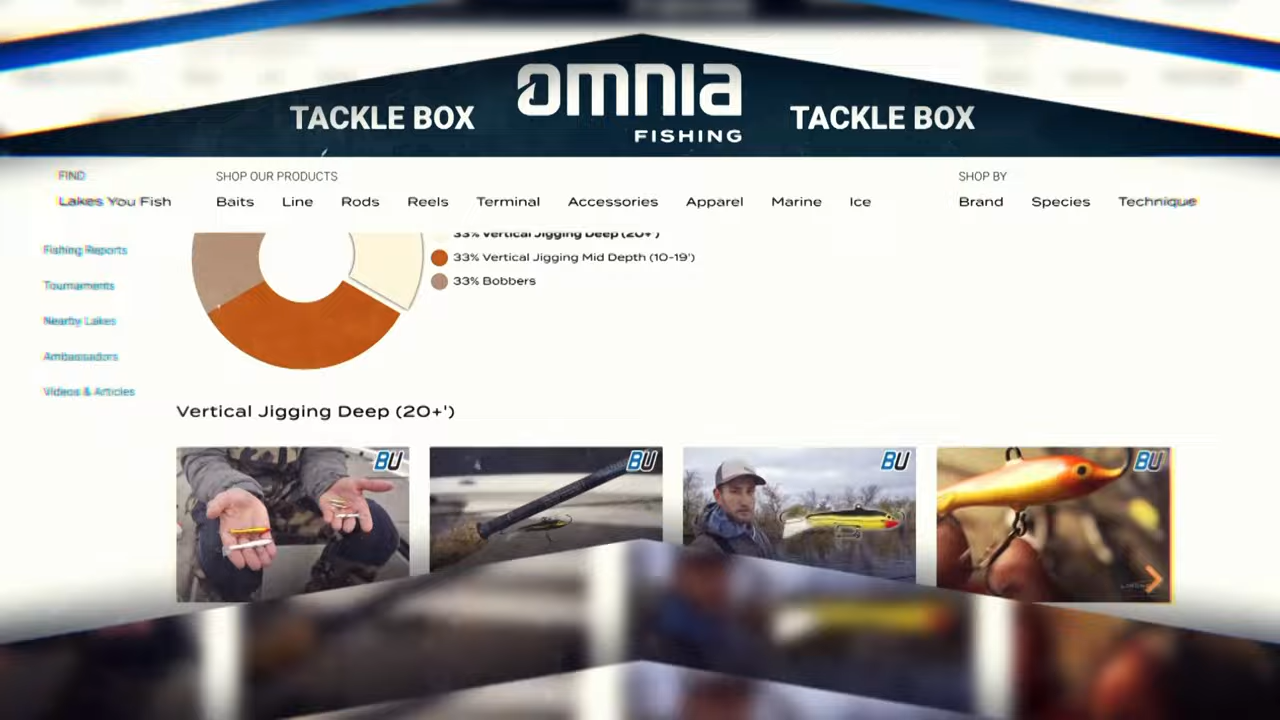 OMNIA
TACKLE BOX TACKLE BOX
FISHING
FIND SHOP OUR PRODUCTS SHOP BY
Lakes You Fish Baits Line Rods Reels Terminal Accessories Apparel Marine Ice Brand Species Technique
33% Vertical Jigging Deep (20+')
Fishing Reports
33% Vertical Jigging Mid Depth (10-19')
33% Bobbers
Tournaments
Nearby Lakes
Ambassadors
Videos & Articles
Vertical Jigging Deep (20+')
BU BU BU BU